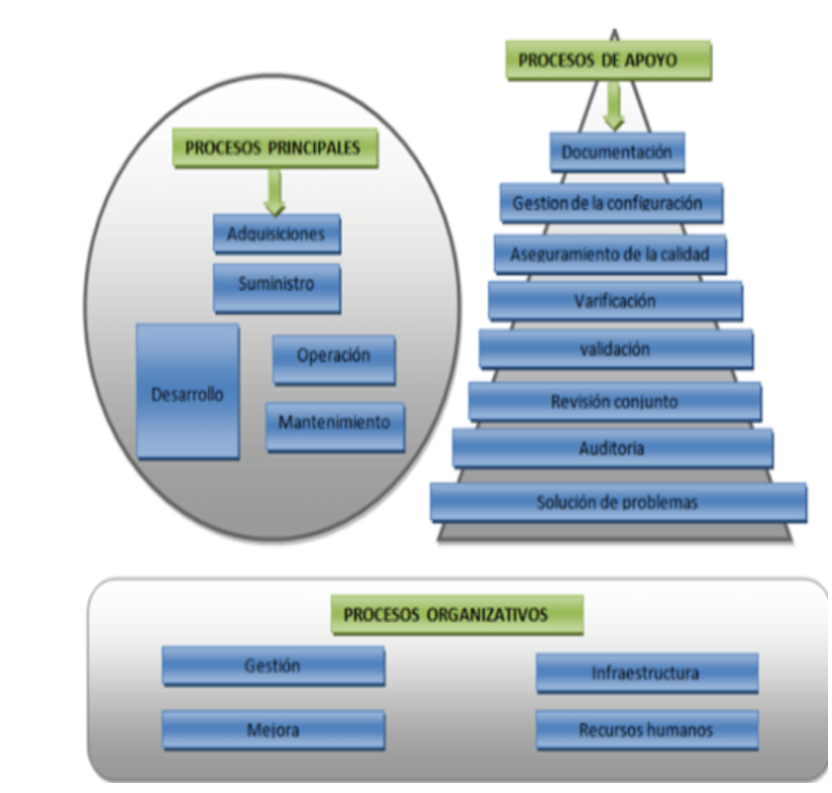 PROCESOS PRINCIPALES
Adquisiciones
Suministro
Desarrollo
Operación
Mantenimiento
PROCESOS DE APOYO
Documentación
Gestion de la configuración
Aseguramiento de la calidad
Varificación
validación
Revisión conjunto
Auditoria
Solución de problemas
PROCESOS ORGANIZATIVOS
Gestión
Infraestructura
Mejora
Recursos humanos